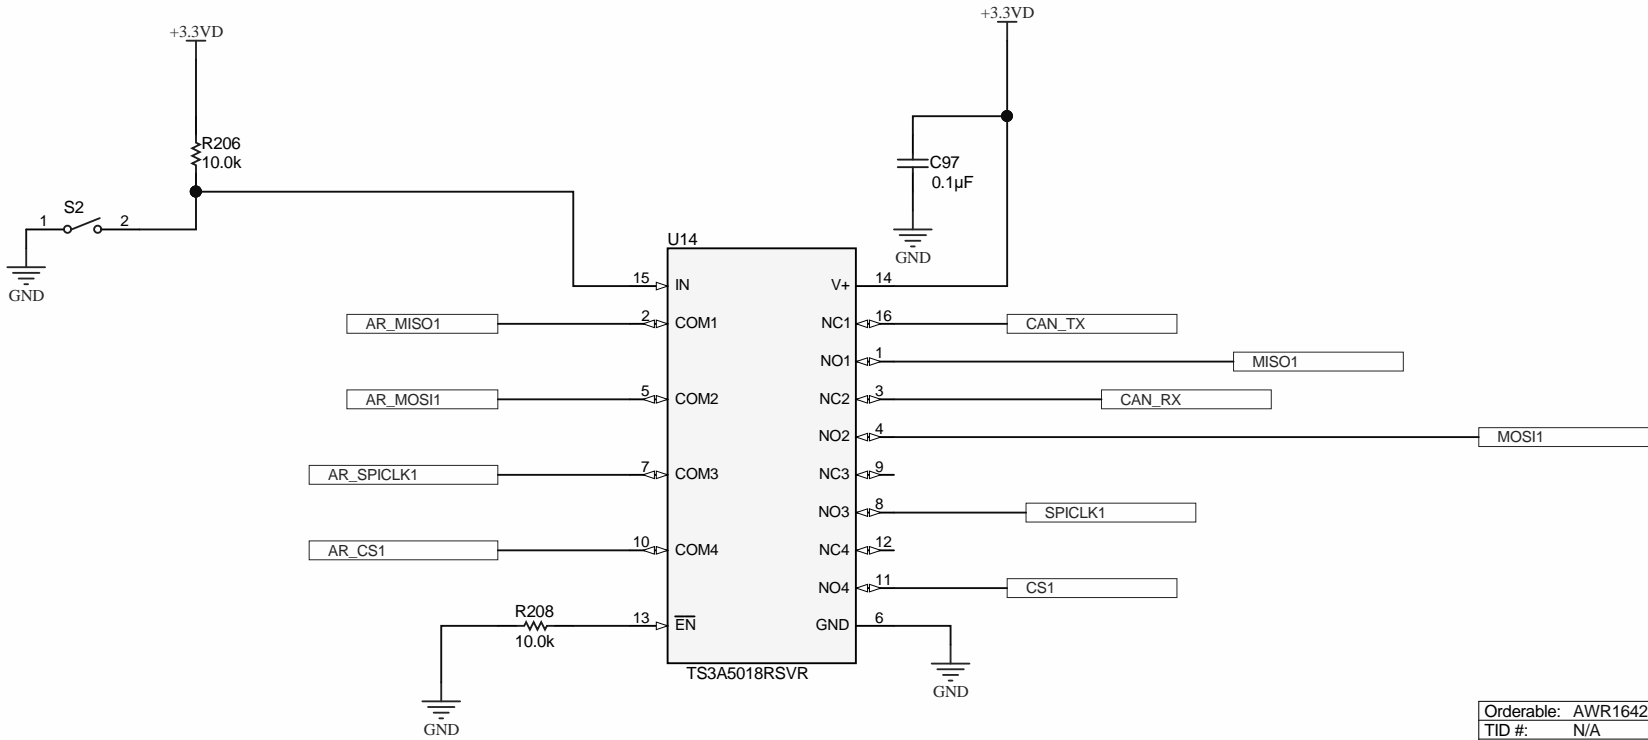 +3.3VD
+3.3VD
R206
10.0k
C97
0.1µF
S2
1
2
GND
GND
U14
15
IN
V+
14
AR_MISO1
2
COM1
NC1
16
CAN_TX
NO1
1
MISO1
AR_MOSI1
5
COM2
NC2
3
CAN_RX
NO2
4
MOSI1
AR_SPICLK1
7
COM3
NC3
9
NO3
8
SPICLK1
AR_CS1
10
COM4
NC4
12
NO4
11
CS1
R208
10.0k
13
EN
GND
6
TS3A5018RSVR
GND
GND
Orderable: AWR1642
TID #: N/A